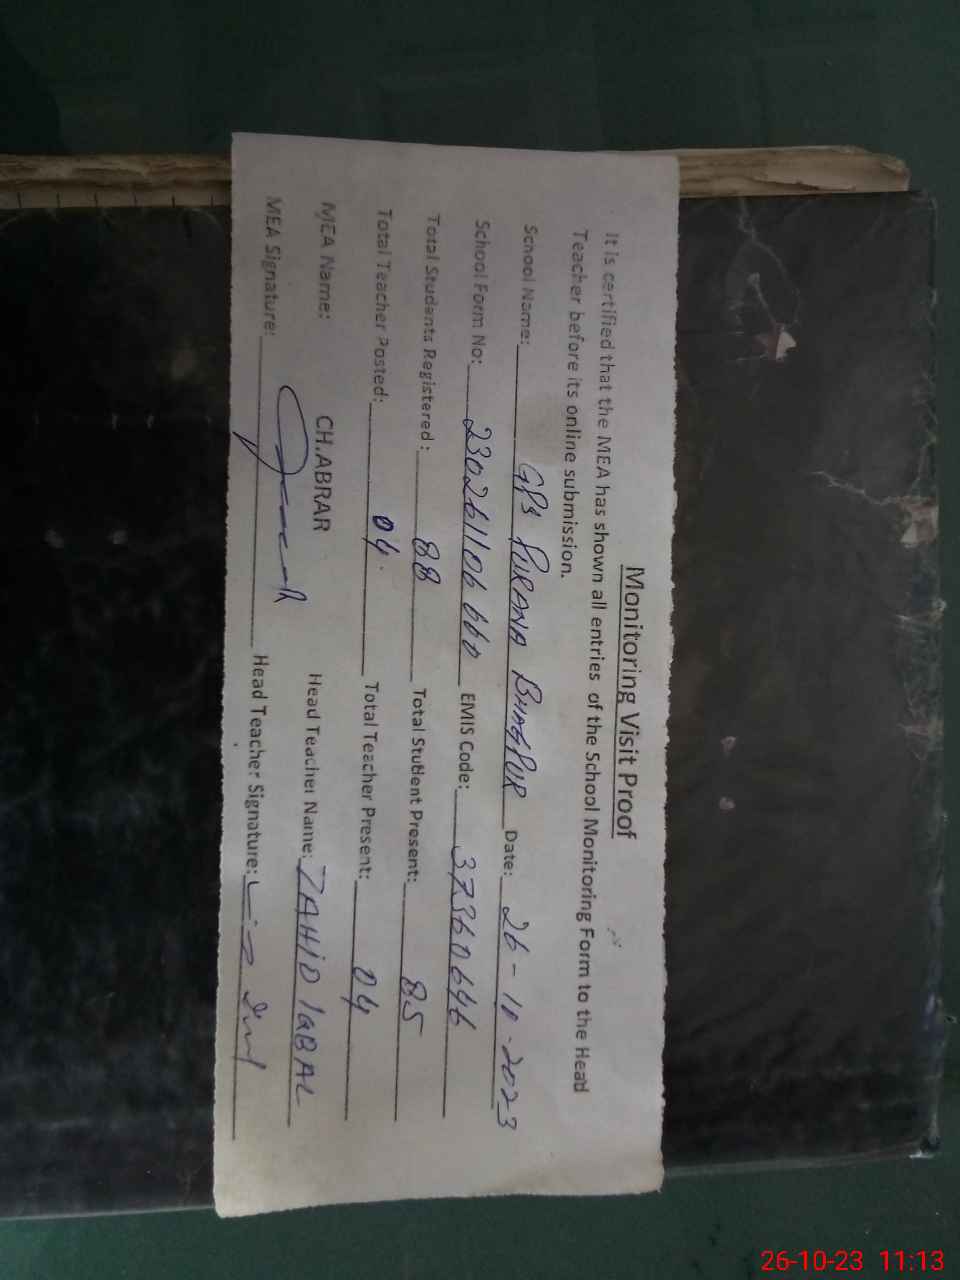 Monitoring Visit Proof
It is certified that the MEA has shown all entries of the School Monitoring Form to the Head
Teacher before its online submission.
School Name: GPS PURANA BHAGPUR Date: 26-10-2023
School Form No: 230261106660 EMIS Code: 37360646
Total Students Registered: 88 Total Student Present: 85
Total Teacher Posted: 04 Total Teacher Present: 04
MEA Name: CH.ABRAR Head Teacher Name: ZAHID IQBAL
MEA Signature: Head Teacher Signature:
26-10-23 11:13